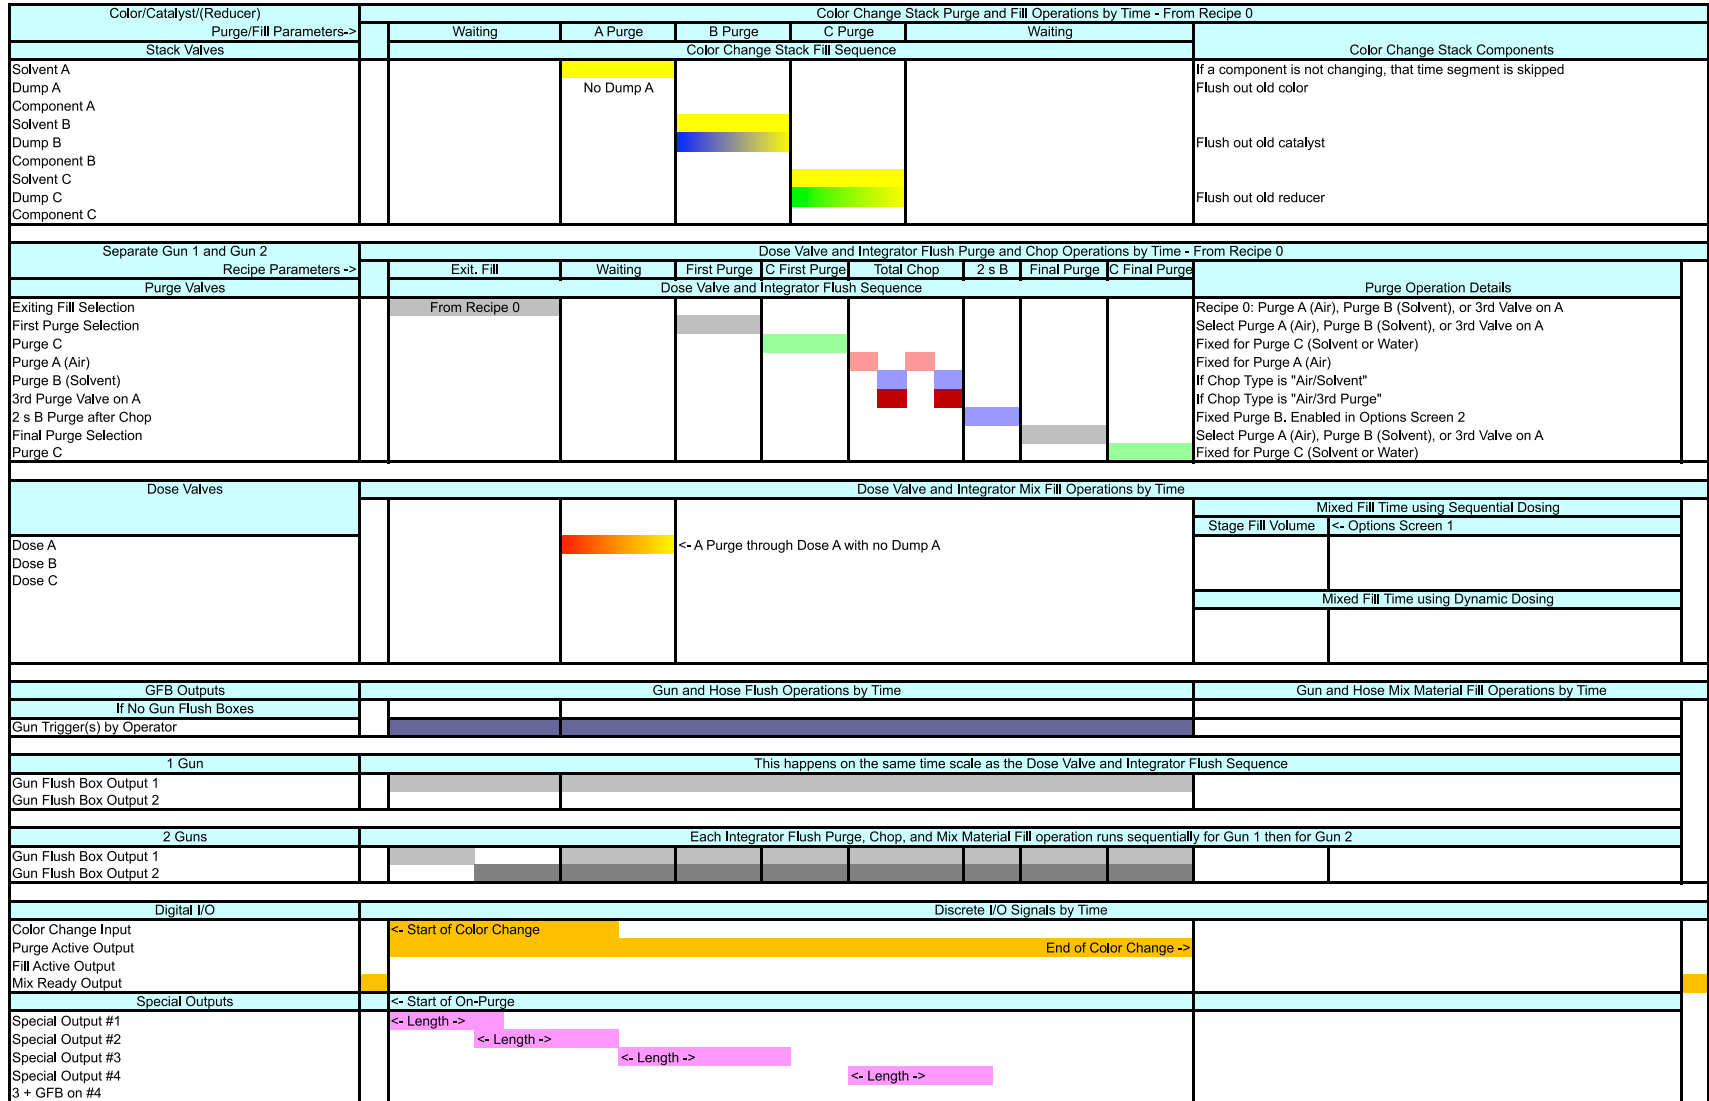 Color/Catalyst/(Reducer) Color Change Stack Purge and Fill Operations by Time - From Recipe 0
Purge/Fill Parameters-> Waiting A Purge B Purge C Purge Waiting
Stack Valves Color Change Stack Fill Sequence Color Change Stack Components
Solvent A If a component is not changing, that time segment is skipped
Dump A No Dump A Flush out old color
Component A
Solvent B
Dump B Flush out old catalyst
Component B
Solvent C
Dump C Flush out old reducer
Component C
Separate Gun 1 and Gun 2 Dose Valve and Integrator Flush Purge and Chop Operations by Time - From Recipe 0
Recipe Parameters -> Exit. Fill Waiting First Purge C First Purge Total Chop 2 s B Final Purge C Final Purge
Purge Valves Dose Valve and Integrator Flush Sequence Purge Operation Details
Exiting Fill Selection From Recipe 0 Recipe 0: Purge A (Air), Purge B (Solvent), or 3rd Valve on A
First Purge Selection Select Purge A (Air), Purge B (Solvent), or 3rd Valve on A
Purge C Fixed for Purge C (Solvent or Water)
Purge A (Air) Fixed for Purge A (Air)
Purge B (Solvent) If Chop Type is "Air/Solvent"
3rd Purge Valve on A If Chop Type is "Air/3rd Purge"
2 s B Purge after Chop Fixed Purge B. Enabled in Options Screen 2
Final Purge Selection Select Purge A (Air), Purge B (Solvent), or 3rd Valve on A
Purge C Fixed for Purge C (Solvent or Water)
Dose Valves Dose Valve and Integrator Mix Fill Operations by Time
Mixed Fill Time using Sequential Dosing
Stage Fill Volume <- Options Screen 1
Dose A <- A Purge through Dose A with no Dump A
Dose B
Dose C
Mixed Fill Time using Dynamic Dosing
GFB Outputs Gun and Hose Flush Operations by Time Gun and Hose Mix Material Fill Operations by Time
If No Gun Flush Boxes
Gun Trigger(s) by Operator
1 Gun This happens on the same time scale as the Dose Valve and Integrator Flush Sequence
Gun Flush Box Output 1
Gun Flush Box Output 2
2 Guns Each Integrator Flush Purge, Chop, and Mix Material Fill operation runs sequentially for Gun 1 then for Gun 2
Gun Flush Box Output 1
Gun Flush Box Output 2
Digital I/O Discrete I/O Signals by Time
Color Change Input <- Start of Color Change
Purge Active Output End of Color Change ->
Fill Active Output
Mix Ready Output
Special Outputs <- Start of On-Purge
Special Output #1 <- Length ->
Special Output #2 <- Length ->
Special Output #3 <- Length ->
Special Output #4 <- Length ->
3 + GFB on #4